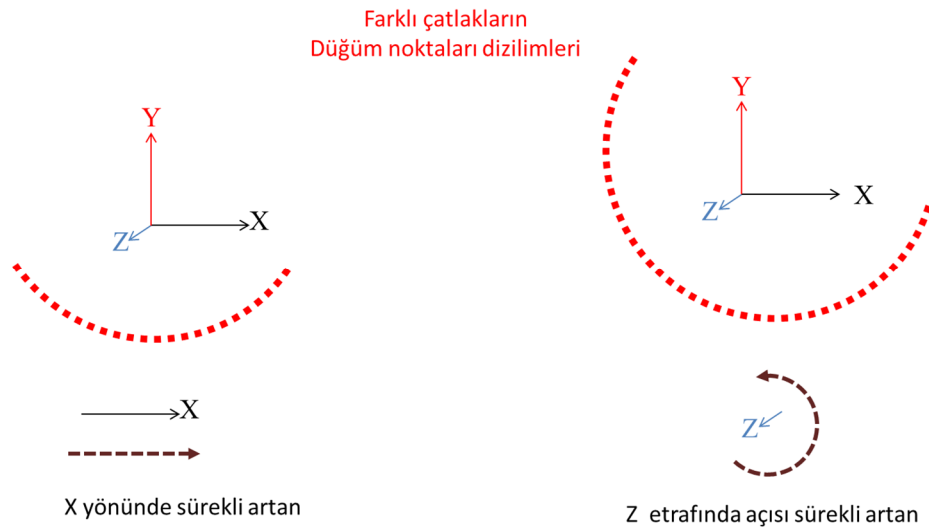 Farklı çatlakların
Düğüm noktaları dizilimleri
Y
X
Z
Y
X
Z
X
Z
X yönünde sürekli artan
Z etrafında açısı sürekli artan